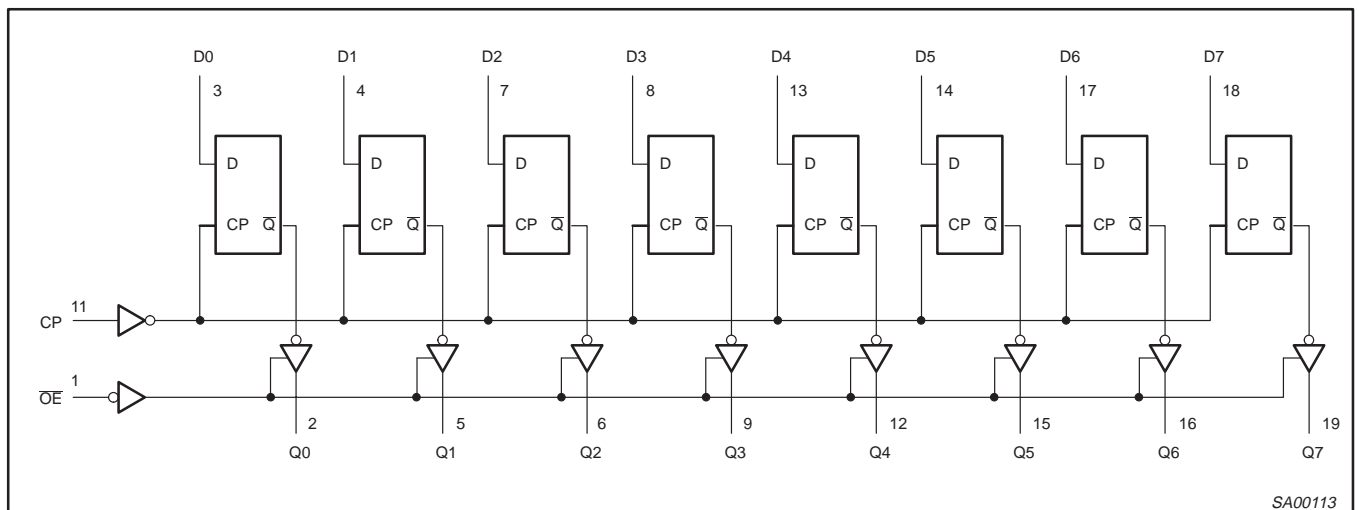 D0 D1 D2 D3 D4 D5 D6 D7
3 4 7 8 13 14 17 18
D D D D D D D D
CP Q̅ CP Q̅ CP Q̅ CP Q̅ CP Q̅ CP Q̅ CP Q̅ CP Q̅
11
CP
1
O̅E̅
2 5 6 9 12 15 16 19
Q0 Q1 Q2 Q3 Q4 Q5 Q6 Q7
SA00113